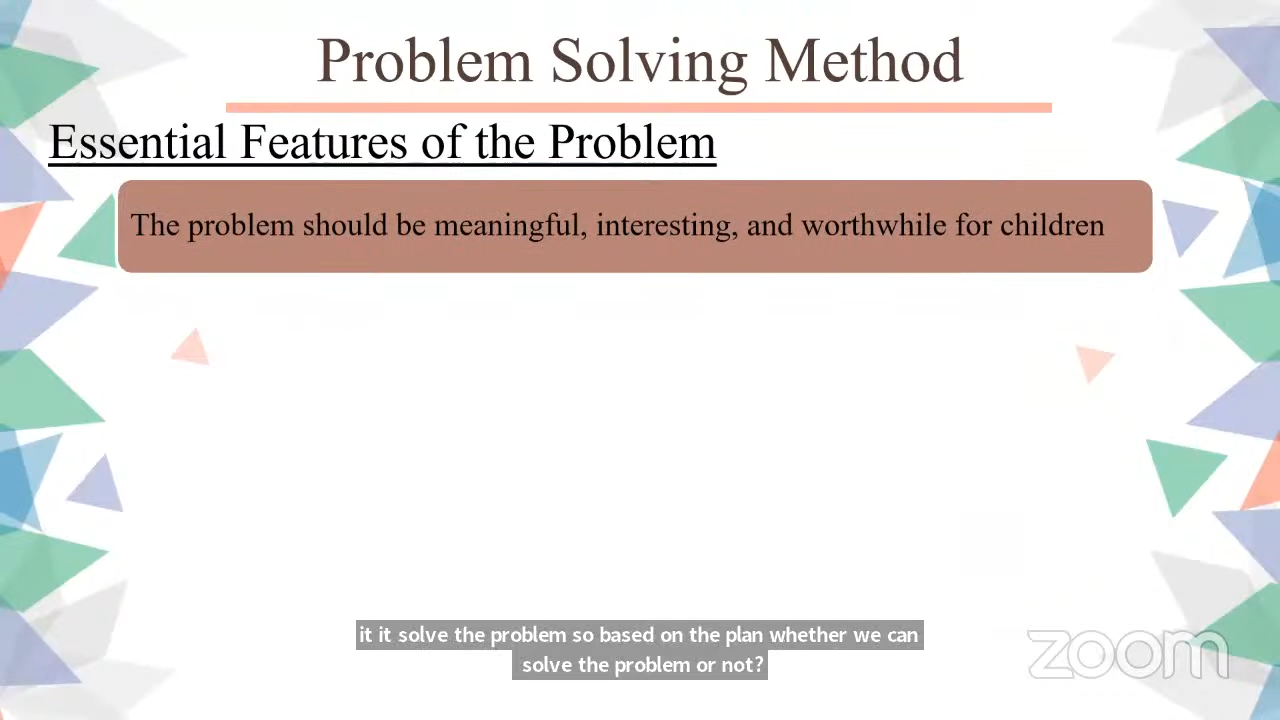 Problem Solving Method
Essential Features of the Problem
The problem should be meaningful, interesting, and worthwhile for children
it it solve the problem so based on the plan whether we can
solve the problem or not?
zoom